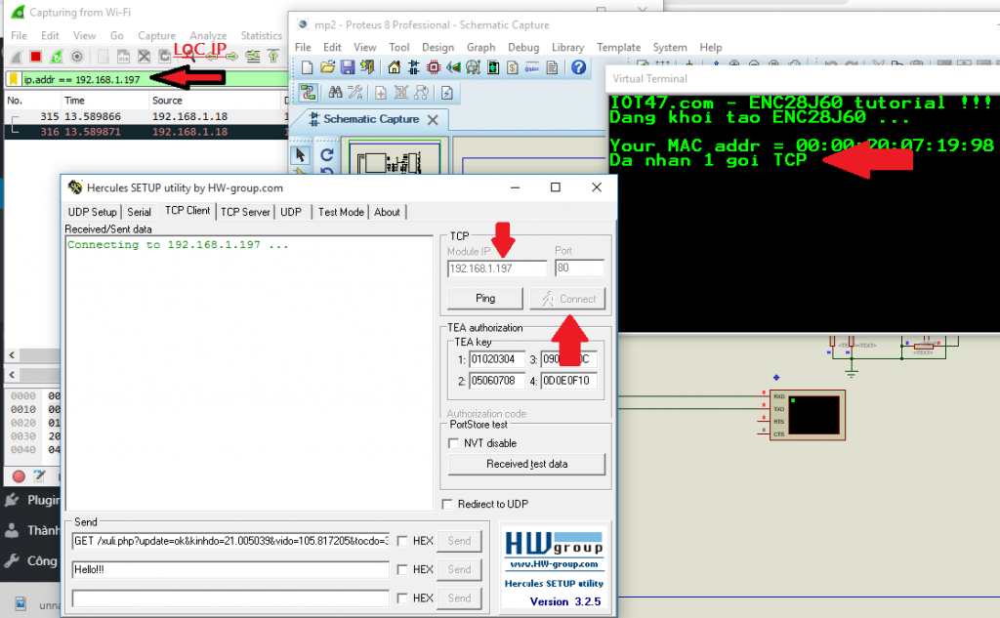 Capturing from Wi-Fi
File Edit View Go Capture Analyze Statistics
LOC IP
ip.addr == 192.168.1.197
No. Time Source
315 13.589866 192.168.1.18
316 13.589871 192.168.1.18
0000 00
0010 00
0020 01
0030 20
0040 04
Plugin
Thành
Công
unna
mp2 - Proteus 8 Professional - Schematic Capture
File Edit View Tool Design Graph Debug Library Template System Help
Schematic Capture
Virtual Terminal
IOT47.com - ENC28J60 tutorial !!!
Dang khoi tao ENC28J60 ...
Your MAC addr = 00:00:20:07:19:98
Da nhan 1 goi TCP
<TEXT>
<TEXT>
<TEXT>
RXD
TXD
RTS
CTS
Hercules SETUP utility by HW-group.com
UDP Setup Serial TCP Client TCP Server UDP Test Mode About
Received/Sent data
Connecting to 192.168.1.197 ...
TCP
Module IP Port
192.168.1.197 80
Ping Connect
TEA authorization
TEA key
1: 01020304 3:
2: 05060708 4: 0D0E0F10
Authorization code
PortStore test
NVT disable
Received test data
Redirect to UDP
Send
GET /xuli.php?update=ok&kinhdo=21.005039&vido=105.817205&tocdo=3 HEX Send
Hello!!! HEX Send
HEX Send
HWgroup
www.HW-group.com
Hercules SETUP utility
Version 3.2.5